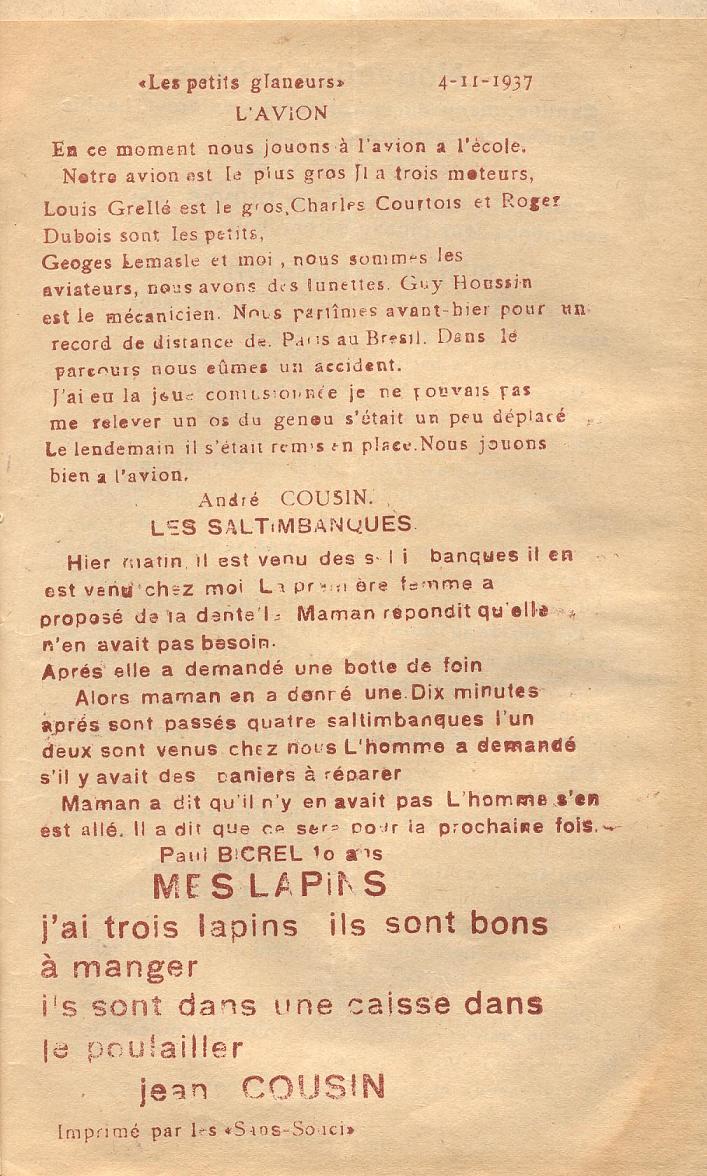 «Les petits glaneurs» 4-11-1937
L'AViON
En ce moment nous jouons à l'avion a l'école.
Notre avion est le plus gros Il a trois moteurs,
Louis Grellé est le gros,Charles Courtois et Roger
Dubois sont les petits,
Geoges Lemasle et moi , nous sommes les
aviateurs, nous avons des lunettes. Guy Houssin
est le mécanicien. Nous partîmes avant-hier pour un
record de distance de. Paris au Bresil. Dans le
parcours nous eûmes un accident.
J'ai eu la joue contusionnée je ne pouvais pas
me relever un os du genou s'était un peu déplacé
Le lendemain il s'était remis en place.Nous jouons
bien a l'avion.
André COUSIN.
LES SALTiMBANQUES.
Hier matin, il est venu des banques il en
est venu chez moi La première femme a
proposé de la dentelle Maman répondit qu'elle
n'en avait pas besoin.
Aprés elle a demandé une botte de foin
Alors maman en a donné une.Dix minutes
aprés sont passés quatre saltimbanques l'un
deux sont venus chez nous L'homme a demandé
s'il y avait des paniers à réparer
Maman a dit qu'il n'y en avait pas L'homme s'en
est allé. Il a dit que ce sera pour la prochaine fois.
Paul BICREL 1o ans
MES LAPiNS
j'ai trois lapins ils sont bons
à manger
ils sont dans une caisse dans
le poulailler
jean COUSIN
Imprimé par les «Sans-Souci»